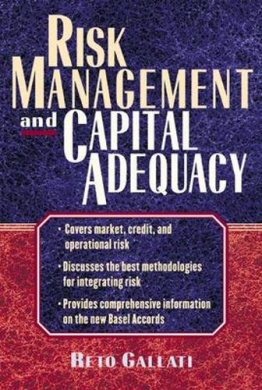 RISK
MANAGEMENT
and CAPITAL
ADEQUACY
• Covers market, credit, and
operational risk
• Discusses the best methodologies
for integrating risk
• Provides comprehensive information
on the new Basel Accords
RETO GALLATI